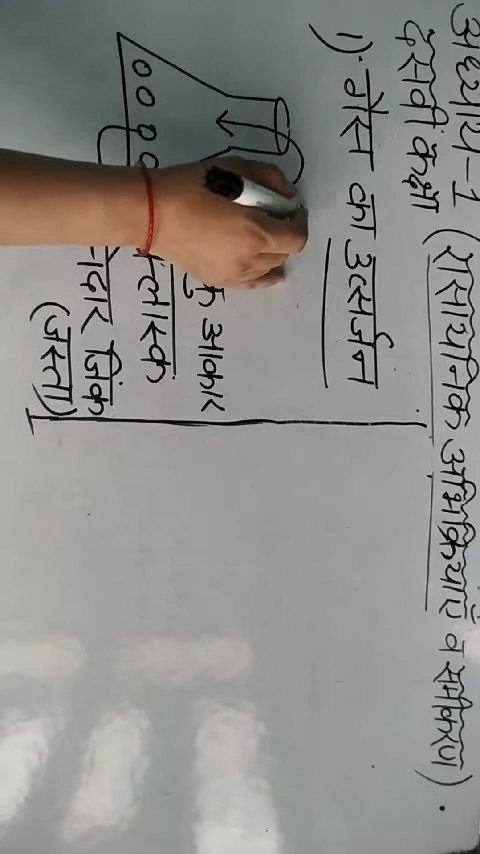 अध्याय-1
दसवीं कक्षा (रासायनिक अभिक्रियाएं व समीकरण).
1) गैस का उत्सर्जन
आकार
फ्लास्क
दानेदार जिंक
(जस्ता)